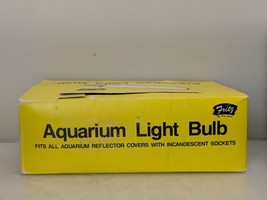 Fritz
Aquarium Light Bulb
FITS ALL AQUARIUM REFLECTOR COVERS WITH INCANDESCENT SOCKETS